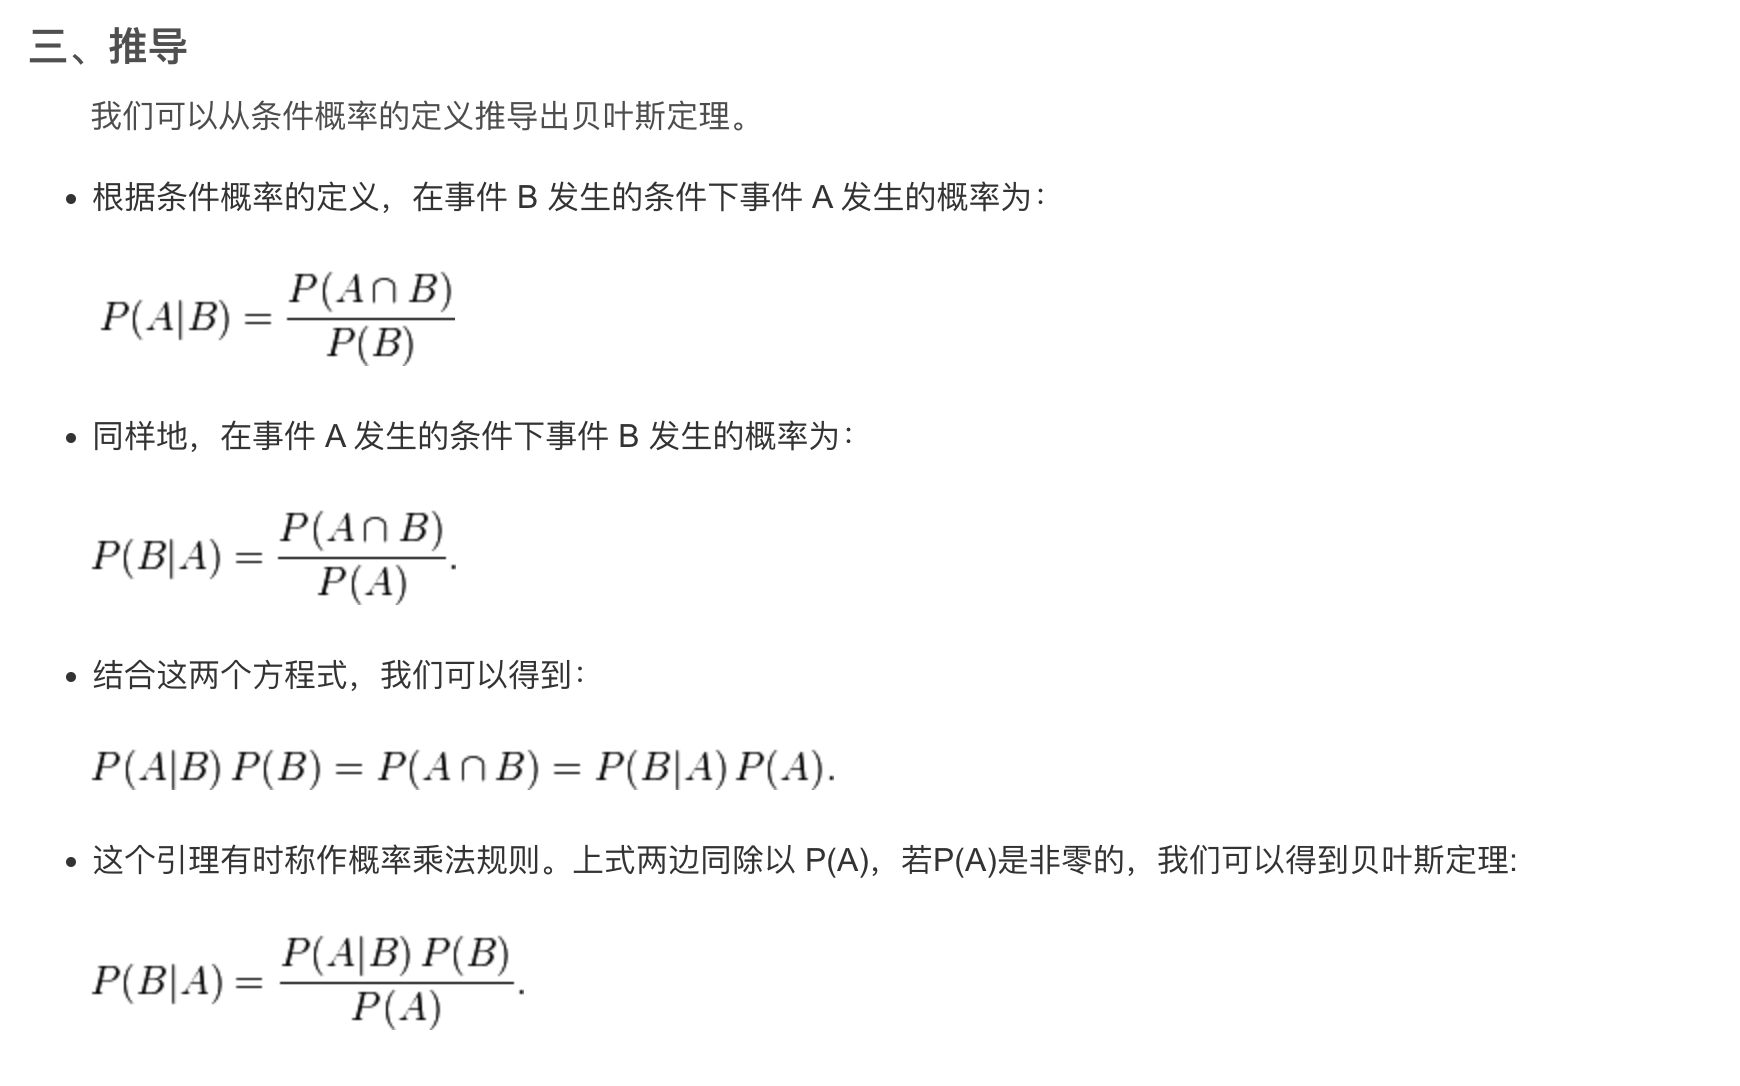 三、推导
我们可以从条件概率的定义推导出贝叶斯定理。
• 根据条件概率的定义，在事件 B 发生的条件下事件 A 发生的概率为：
P(A|B) = P(A∩B) / P(B)
• 同样地，在事件 A 发生的条件下事件 B 发生的概率为：
P(B|A) = P(A∩B) / P(A).
• 结合这两个方程式，我们可以得到：
P(A|B) P(B) = P(A∩B) = P(B|A) P(A).
• 这个引理有时称作概率乘法规则。上式两边同除以 P(A)，若P(A)是非零的，我们可以得到贝叶斯定理:
P(B|A) = P(A|B) P(B) / P(A).